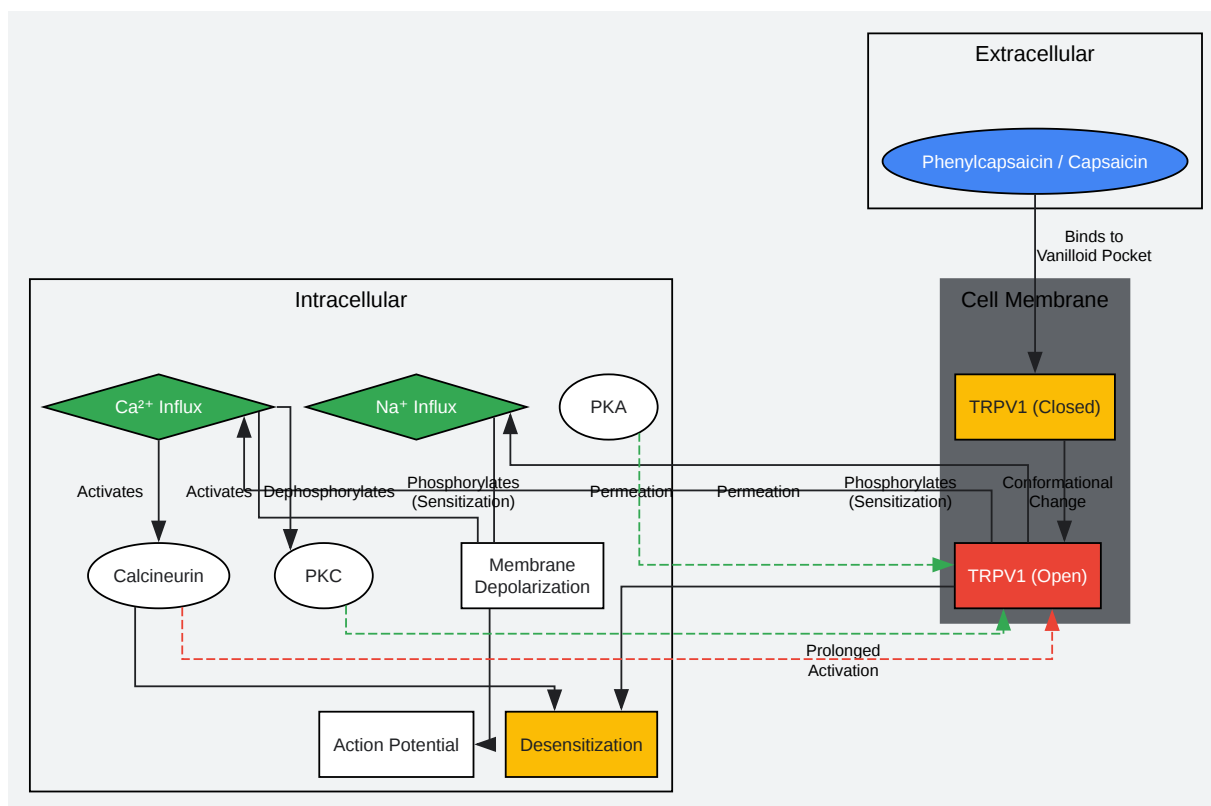 Extracellular
Phenylcapsaicin / Capsaicin
Binds to
Vanilloid Pocket
Intracellular
Cell Membrane
Ca²⁺ Influx
Na⁺ Influx
PKA
TRPV1 (Closed)
Activates
Activates
Dephosphorylates
Phosphorylates
(Sensitization)
Permeation
Permeation
Phosphorylates
(Sensitization)
Conformational
Change
Calcineurin
PKC
Membrane
Depolarization
TRPV1 (Open)
Prolonged
Activation
Action Potential
Desensitization